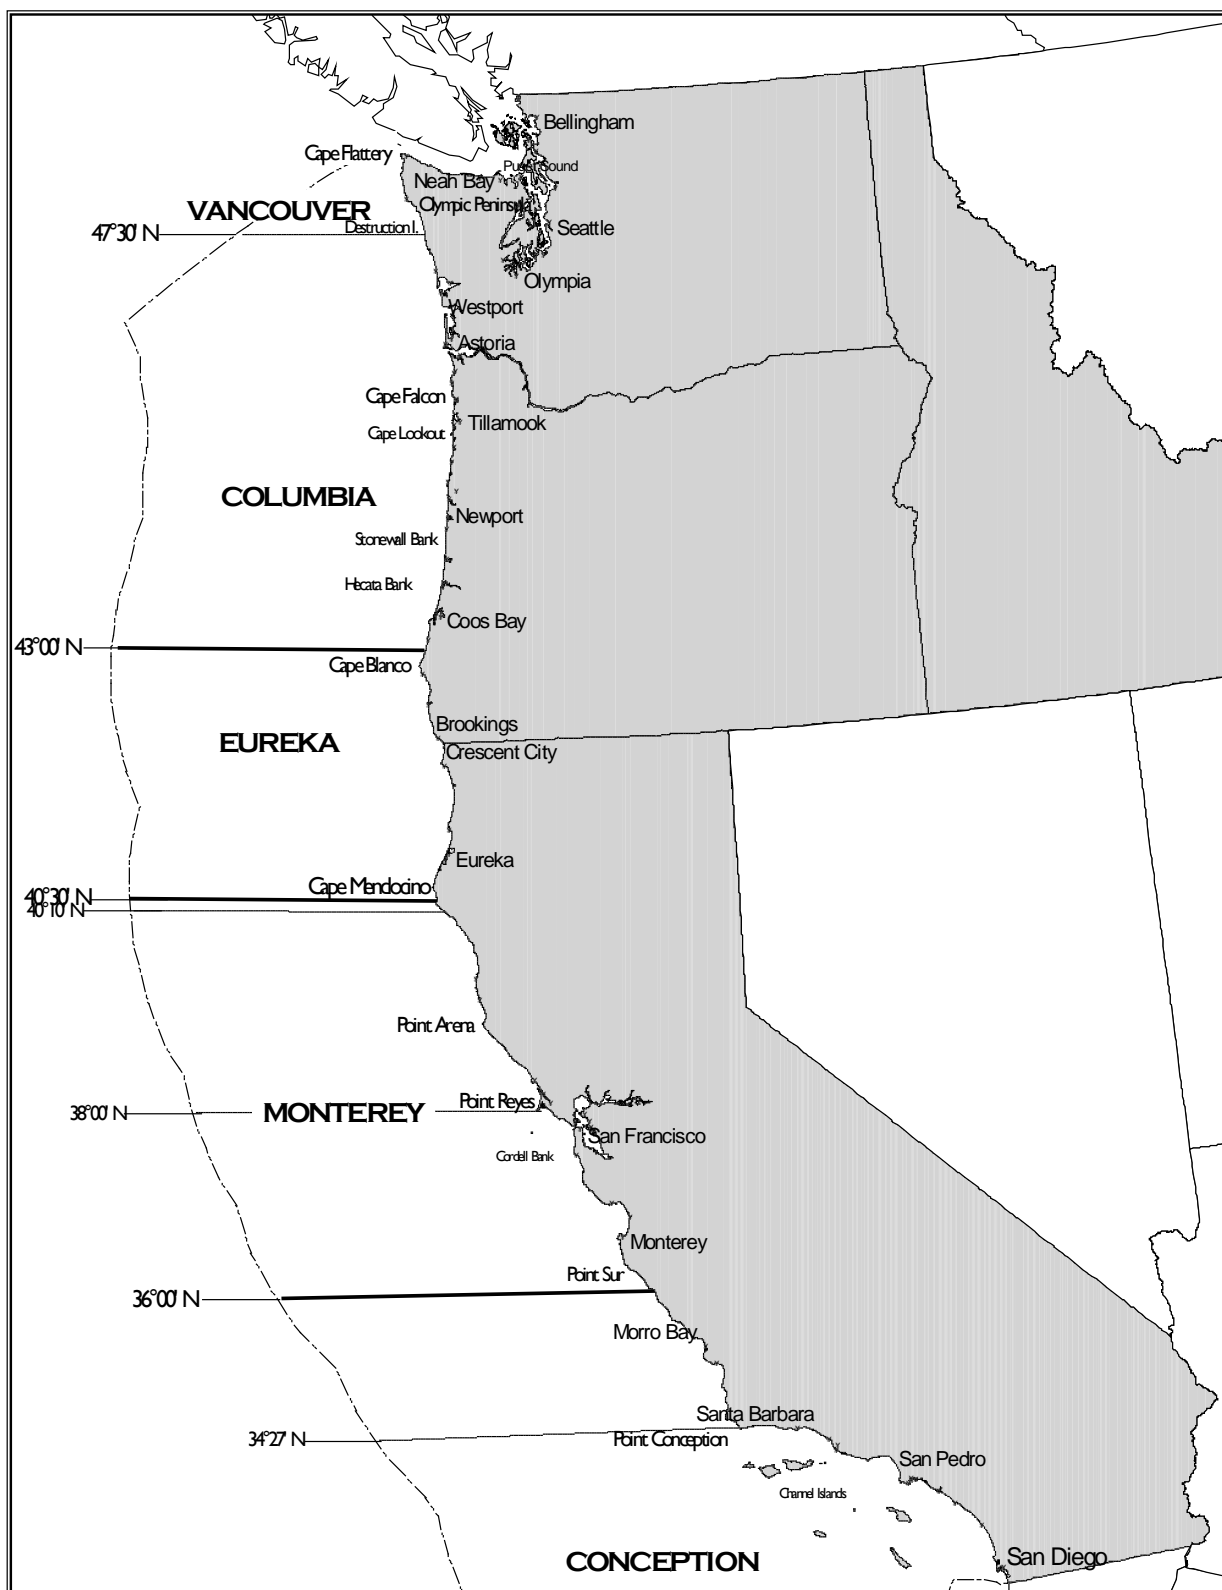 Bellingham
Cape Flattery
Puget Sound
Neah Bay
Olympic Peninsula
VANCOUVER
Destruction I.
47°30' N
Seattle
Olympia
Westport
Astoria
Cape Falcon
Tillamook
Cape Lookout
COLUMBIA
Newport
Stonewall Bank
Hecata Bank
Coos Bay
43°00' N
Cape Blanco
Brookings
EUREKA
Crescent City
Eureka
Cape Mendocino
40°30' N
40°10' N
Point Arena
Point Reyes
38°00' N
MONTEREY
San Francisco
Cordell Bank
Monterey
Point Sur
36°00' N
Morro Bay
Santa Barbara
34°27' N
Point Conception
San Pedro
Channel Islands
CONCEPTION
San Diego